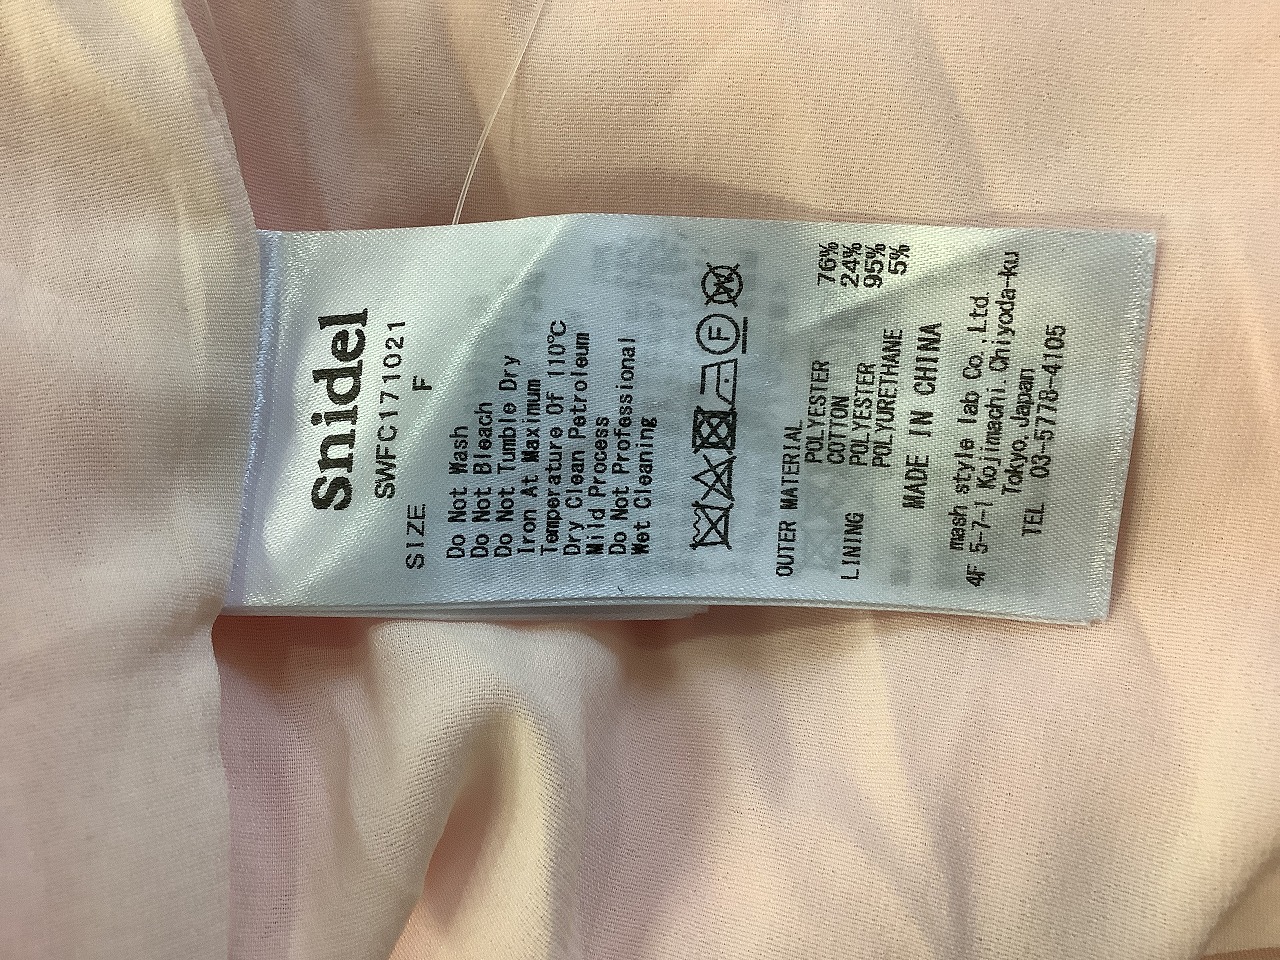 Snidel
SWFC171021
SIZE F
Do Not Wash
Do Not Bleach
Do Not Tumble Dry
Iron At Maximum
Temperature Of 110℃
Dry Clean Petroleum
Mild Process
Do Not Professional
Wet Cleaning
F
W
OUTER MATERIAL
POLYESTER 76%
COTTON 24%
LINING POLYESTER 95%
POLYURETHANE 5%
MADE IN CHINA
mash style lab Co.,Ltd.
4F 5-7-1 Kojimachi. Chiyoda-ku
Tokyo, Japan
TEL 03-5778-4105